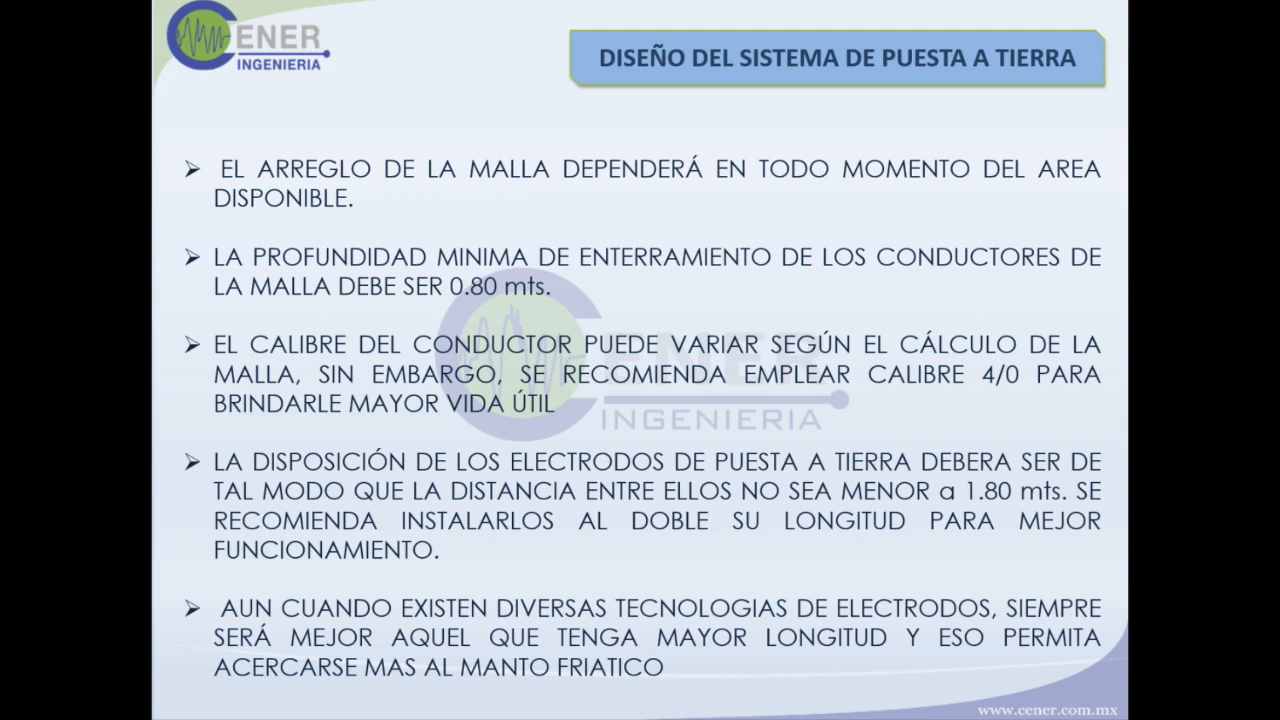 CENER
INGENIERIA
DISEÑO DEL SISTEMA DE PUESTA A TIERRA
➢ EL ARREGLO DE LA MALLA DEPENDERÁ EN TODO MOMENTO DEL AREA
DISPONIBLE.
➢ LA PROFUNDIDAD MINIMA DE ENTERRAMIENTO DE LOS CONDUCTORES DE
LA MALLA DEBE SER 0.80 mts.
➢ EL CALIBRE DEL CONDUCTOR PUEDE VARIAR SEGÚN EL CÁLCULO DE LA
MALLA, SIN EMBARGO, SE RECOMIENDA EMPLEAR CALIBRE 4/0 PARA
BRINDARLE MAYOR VIDA ÚTIL
➢ LA DISPOSICIÓN DE LOS ELECTRODOS DE PUESTA A TIERRA DEBERA SER DE
TAL MODO QUE LA DISTANCIA ENTRE ELLOS NO SEA MENOR a 1.80 mts. SE
RECOMIENDA INSTALARLOS AL DOBLE SU LONGITUD PARA MEJOR
FUNCIONAMIENTO.
➢ AUN CUANDO EXISTEN DIVERSAS TECNOLOGIAS DE ELECTRODOS, SIEMPRE
SERÁ MEJOR AQUEL QUE TENGA MAYOR LONGITUD Y ESO PERMITA
ACERCARSE MAS AL MANTO FRIATICO
CENER
INGENIERIA
www.cener.com.mx